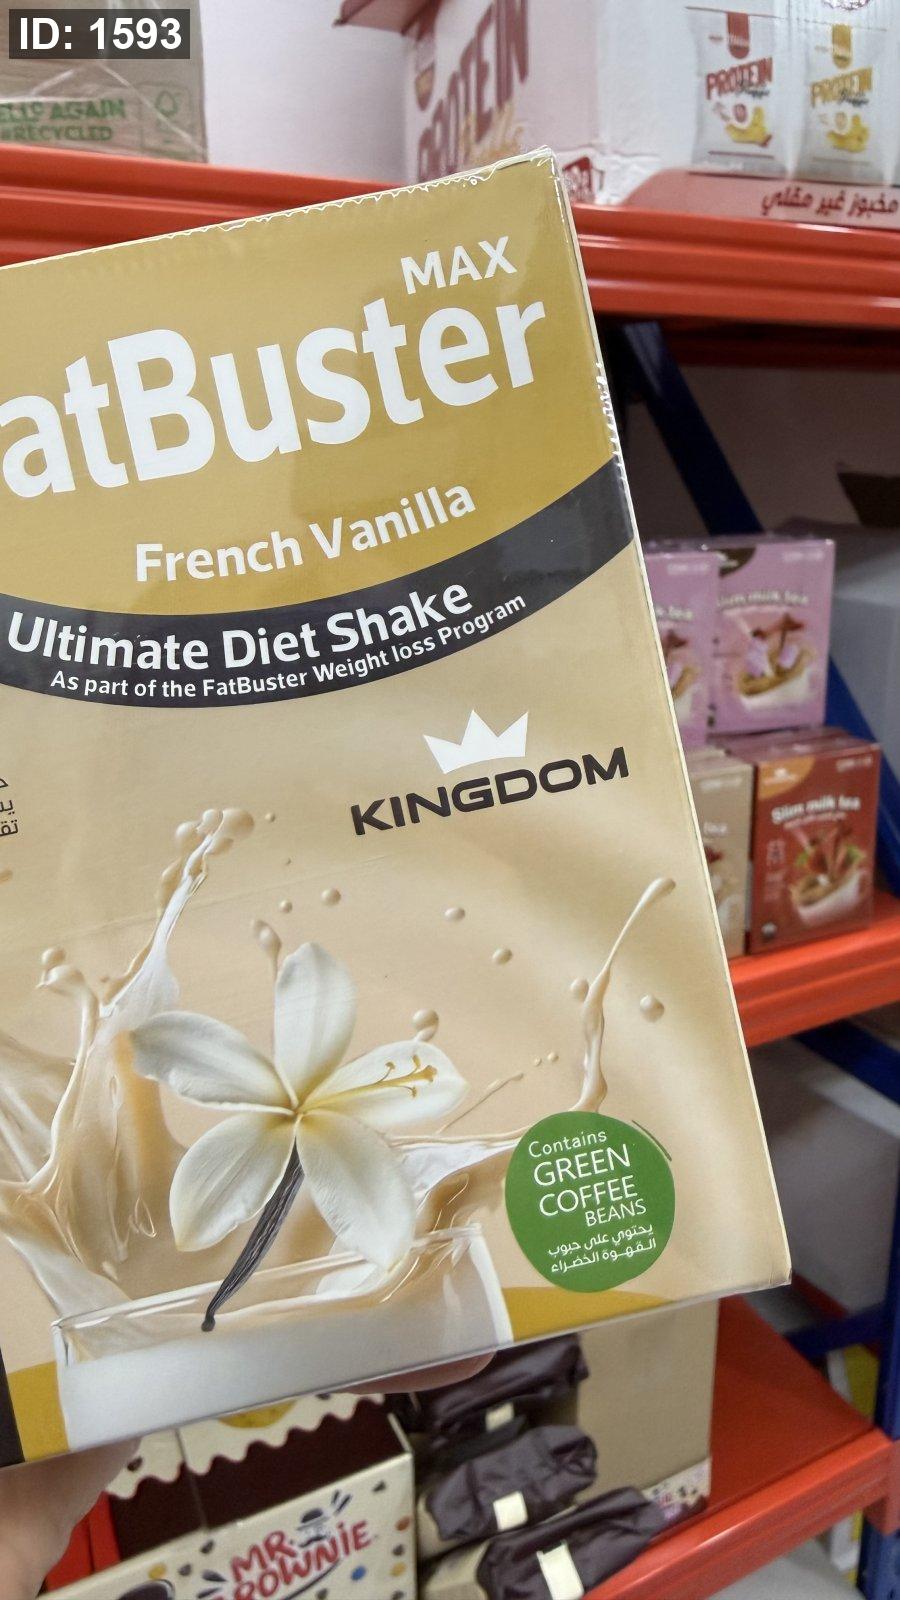 ID: 1593
AGAIN
RECYCLED
PROTEIN
PROTEIN
PROTEIN
مخبوز غير مقلي
MAX
atBuster
French Vanilla
Ultimate Diet Shake
As part of the FatBuster Weight loss Program
KINGDOM
Slim milk tea
Slim milk tea
Contains
GREEN
COFFEE
BEANS
يحتوي على حبوب
القهوة الخضراء
MR.
BROWNIE